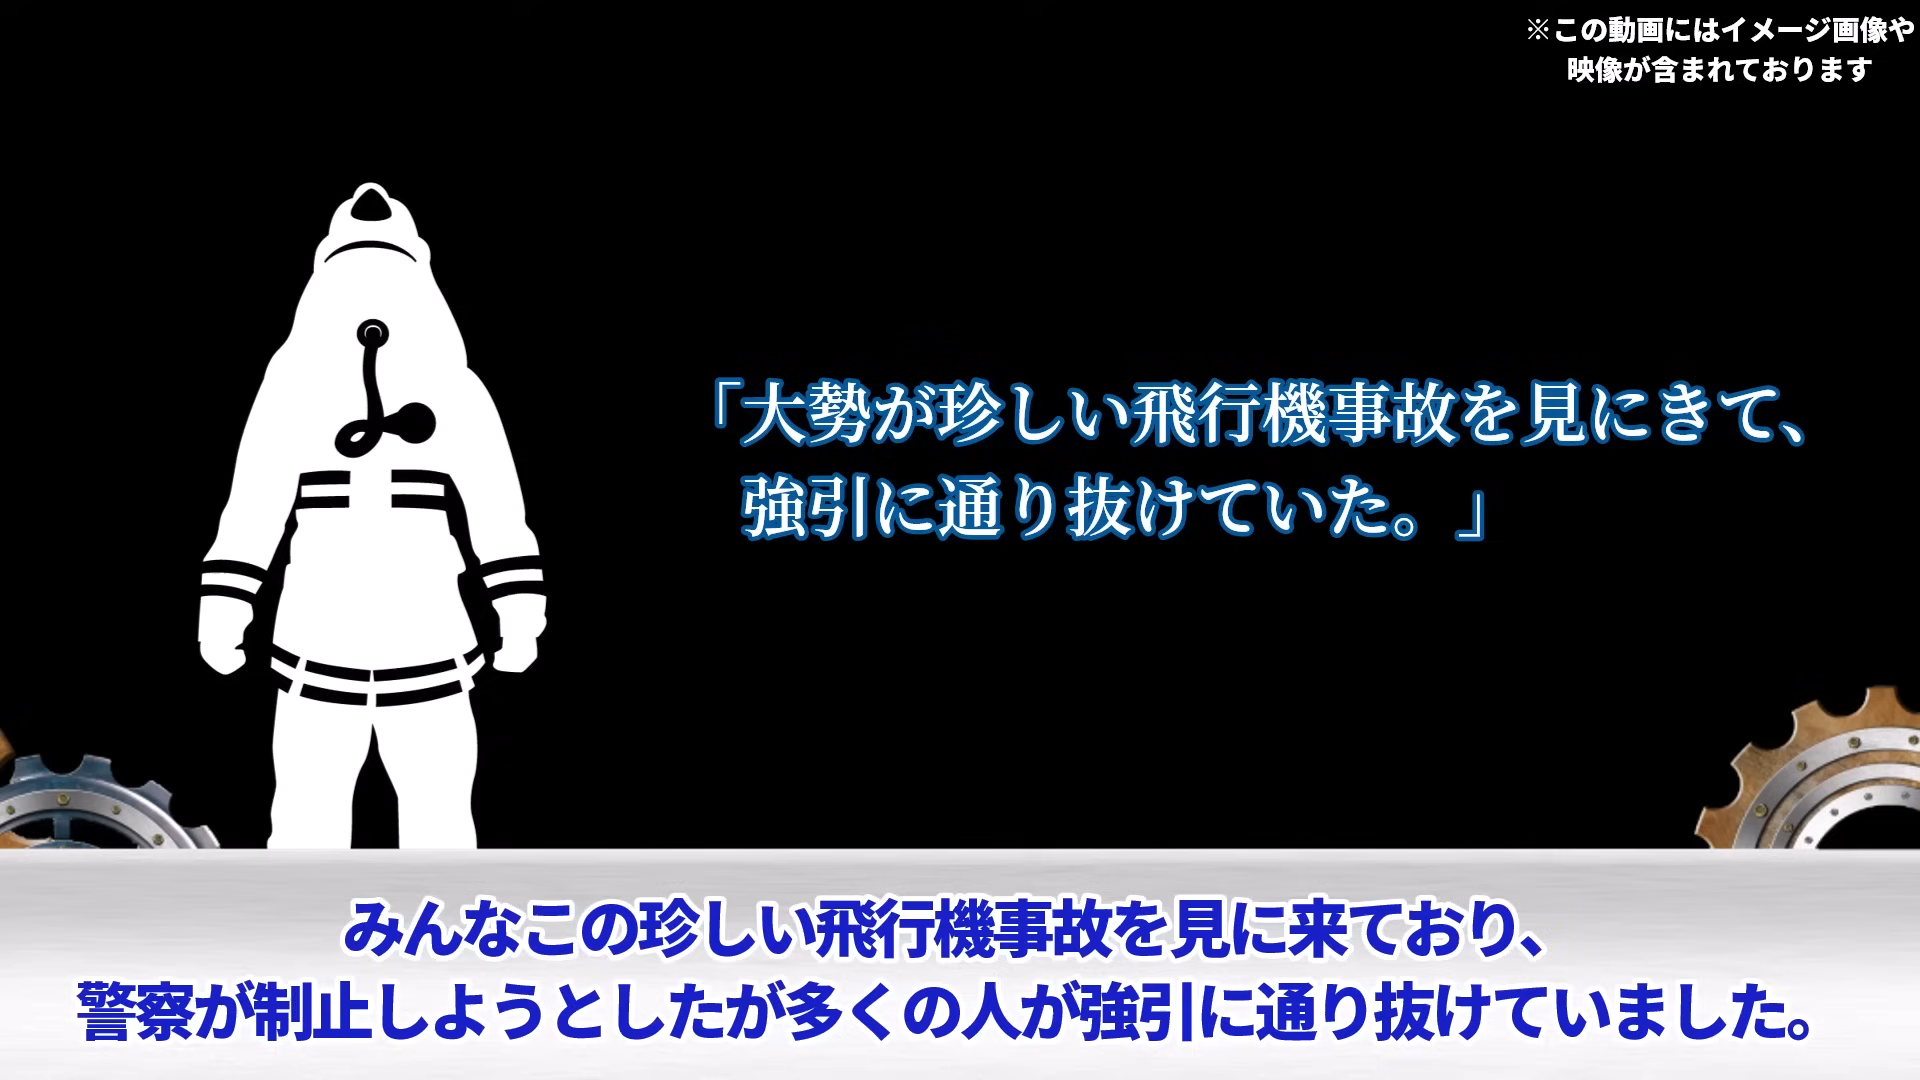 ※この動画にはイメージ画像や
映像が含まれております
「大勢が珍しい飛行機事故を見にきて、
強引に通り抜けていた。」
みんなこの珍しい飛行機事故を見に来ており、
警察が制止しようとしたが多くの人が強引に通り抜けていました。